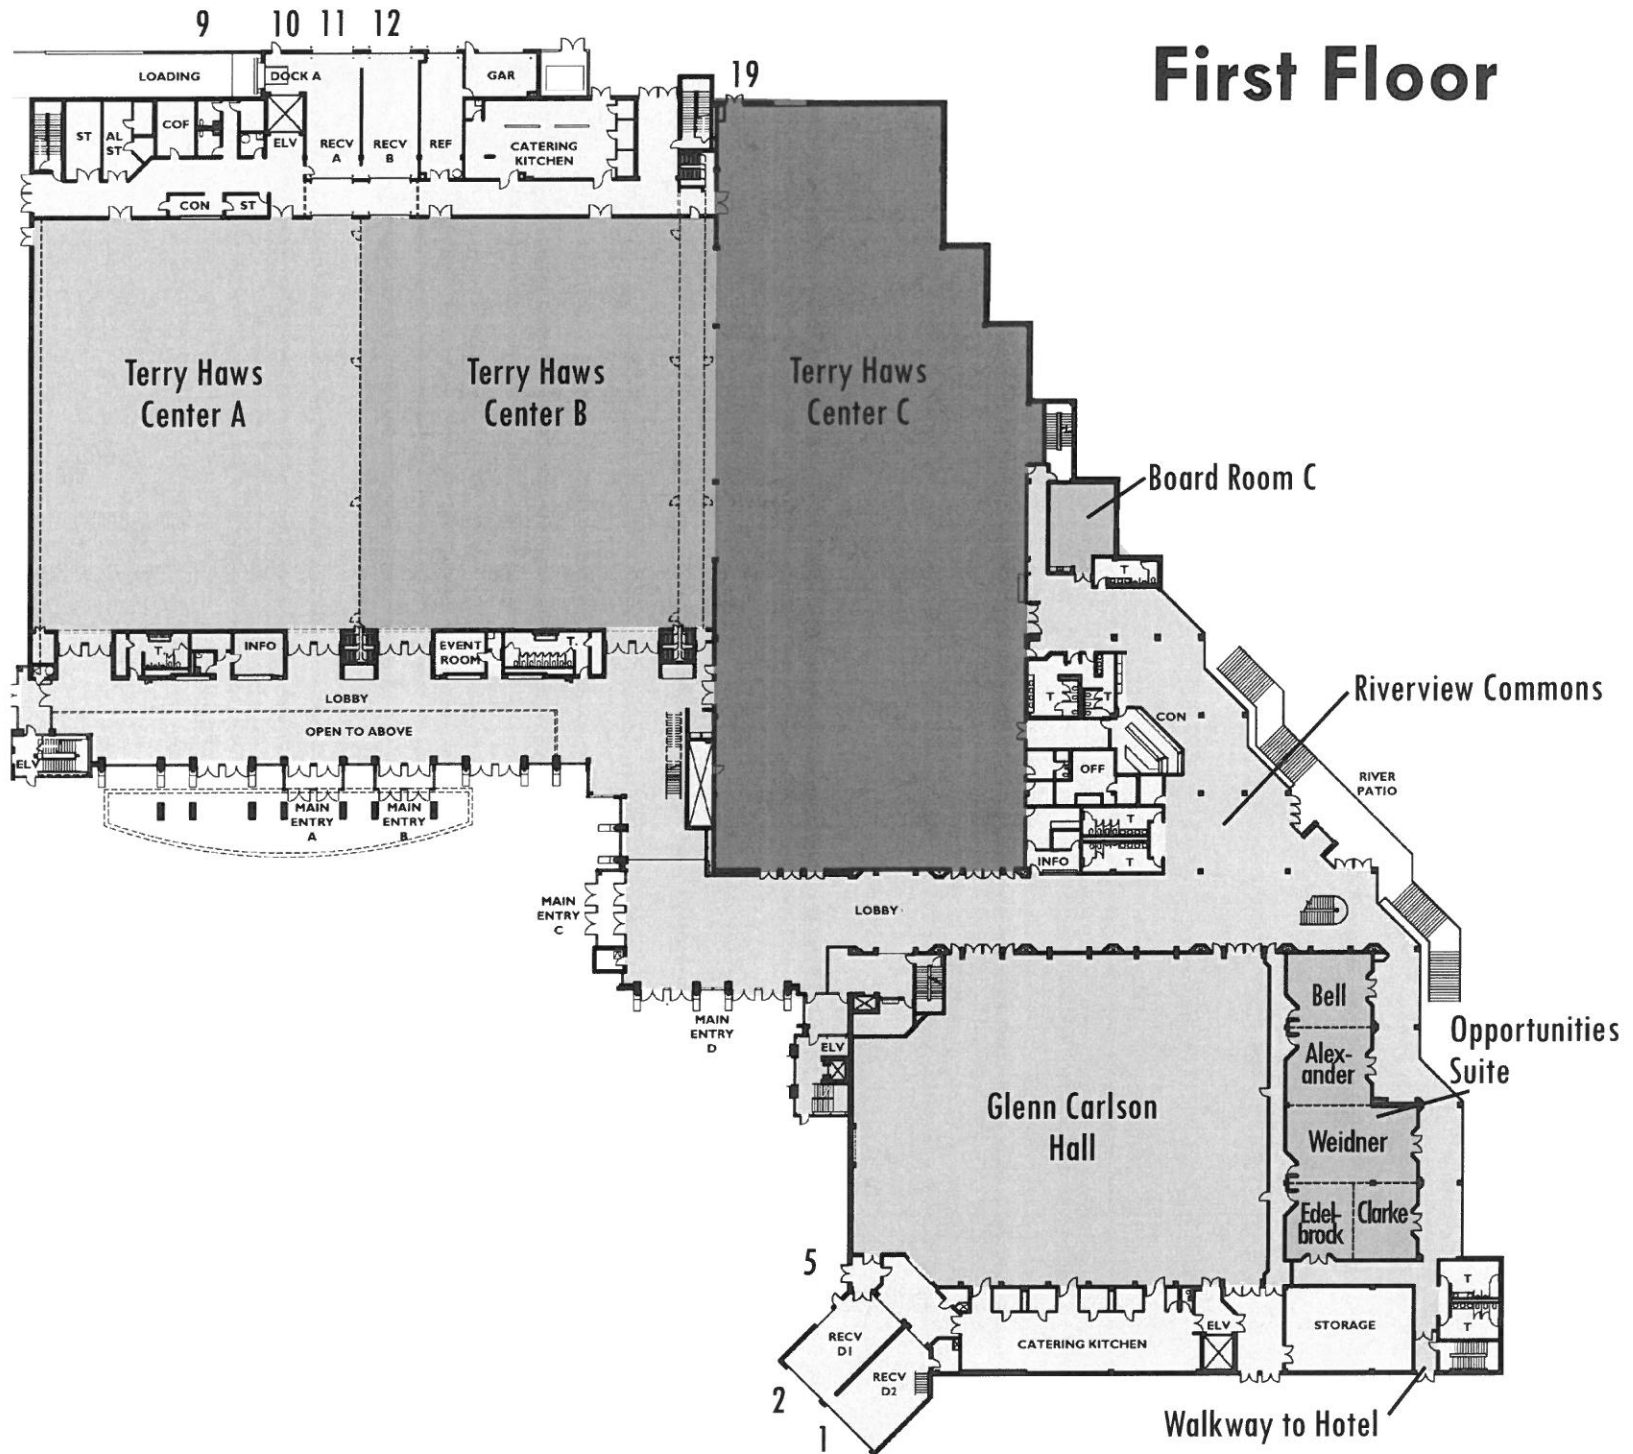 9
10
11
12
19
First Floor
LOADING
DOCK A
GAR
ST
AL
ST
COF
ELV
RECV
A
RECV
B
REF
CATERING
KITCHEN
CON
ST
Terry Haws
Center A
Terry Haws
Center B
Terry Haws
Center C
Board Room C
T
T.
INFO
EVENT
ROOM
T.
LOBBY
OPEN TO ABOVE
ELV
MAIN
ENTRY
A
MAIN
ENTRY
B
T
T
CON
OFF
T
T
INFO
Riverview Commons
RIVER
PATIO
MAIN
ENTRY
C
LOBBY
MAIN
ENTRY
D
ELV
Bell
Alex-
ander
Opportunities
Suite
Weidner
Edel-
brock
Clarke
Glenn Carlson
Hall
5
RECV
D1
RECV
D2
2
1
CATERING KITCHEN
ELV
STORAGE
T
T
Walkway to Hotel